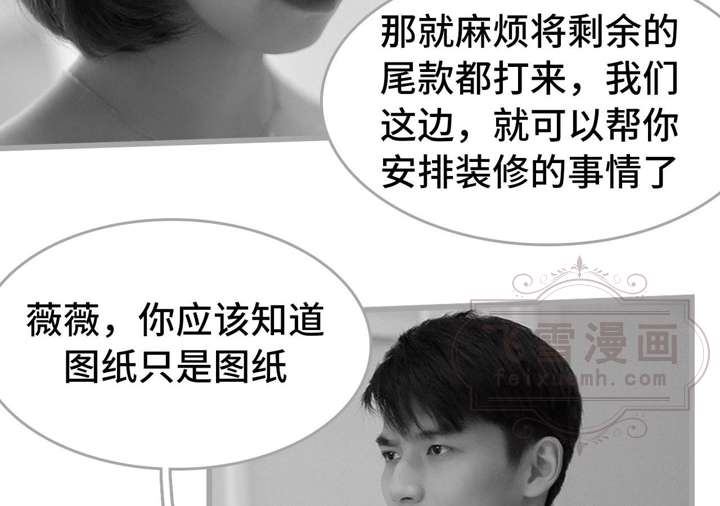 那就麻烦将剩余的
尾款都打来，我们
这边，就可以帮你
安排装修的事情了
薇薇，你应该知道
图纸只是图纸
飞雪漫画
feixuemh.com